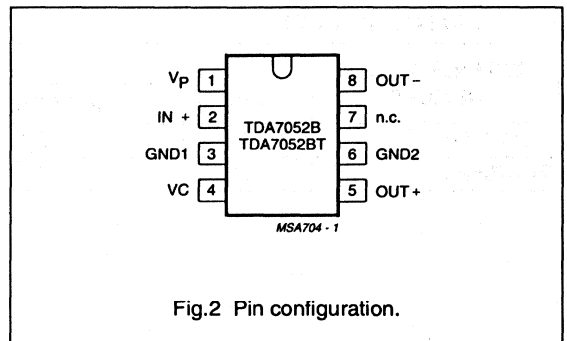 VP 1 8 OUT –
IN + 2 7 n.c.
TDA7052B
TDA7052BT
GND1 3 6 GND2
VC 4 5 OUT +
MSA704 - 1
Fig.2 Pin configuration.